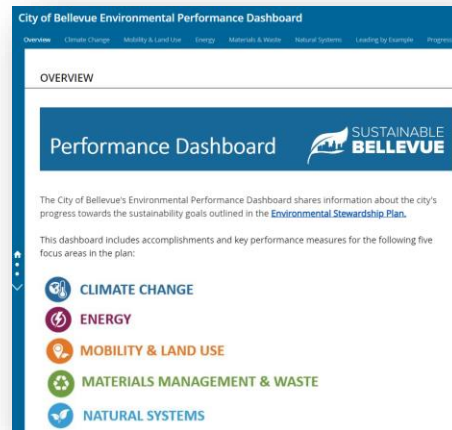 City of Bellevue Environmental Performance Dashboard
Overview Climate Change Mobility & Land Use Energy Materials & Waste Natural Systems Leading by Example Progress
OVERVIEW
Performance Dashboard
SUSTAINABLE
BELLEVUE
The City of Bellevue's Environmental Performance Dashboard shares information about the city's
progress towards the sustainability goals outlined in the Environmental Stewardship Plan.
This dashboard includes accomplishments and key performance measures for the following five
focus areas in the plan:
CLIMATE CHANGE
ENERGY
MOBILITY & LAND USE
MATERIALS MANAGEMENT & WASTE
NATURAL SYSTEMS